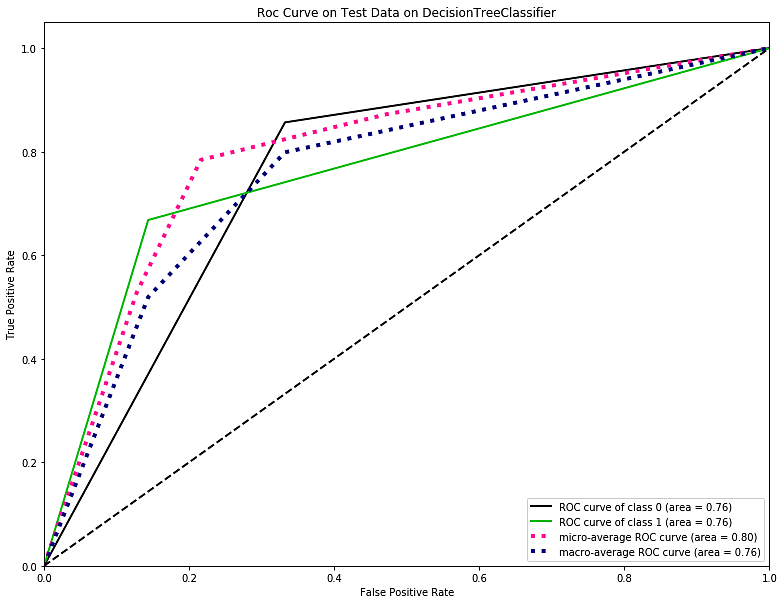 Roc Curve on Test Data on DecisionTreeClassifier
1.0
0.8
0.6
0.4
0.2
0.0
True Positive Rate
0.0 0.2 0.4 0.6 0.8 1.0
False Positive Rate
ROC curve of class 0 (area = 0.76)
ROC curve of class 1 (area = 0.76)
micro-average ROC curve (area = 0.80)
macro-average ROC curve (area = 0.76)